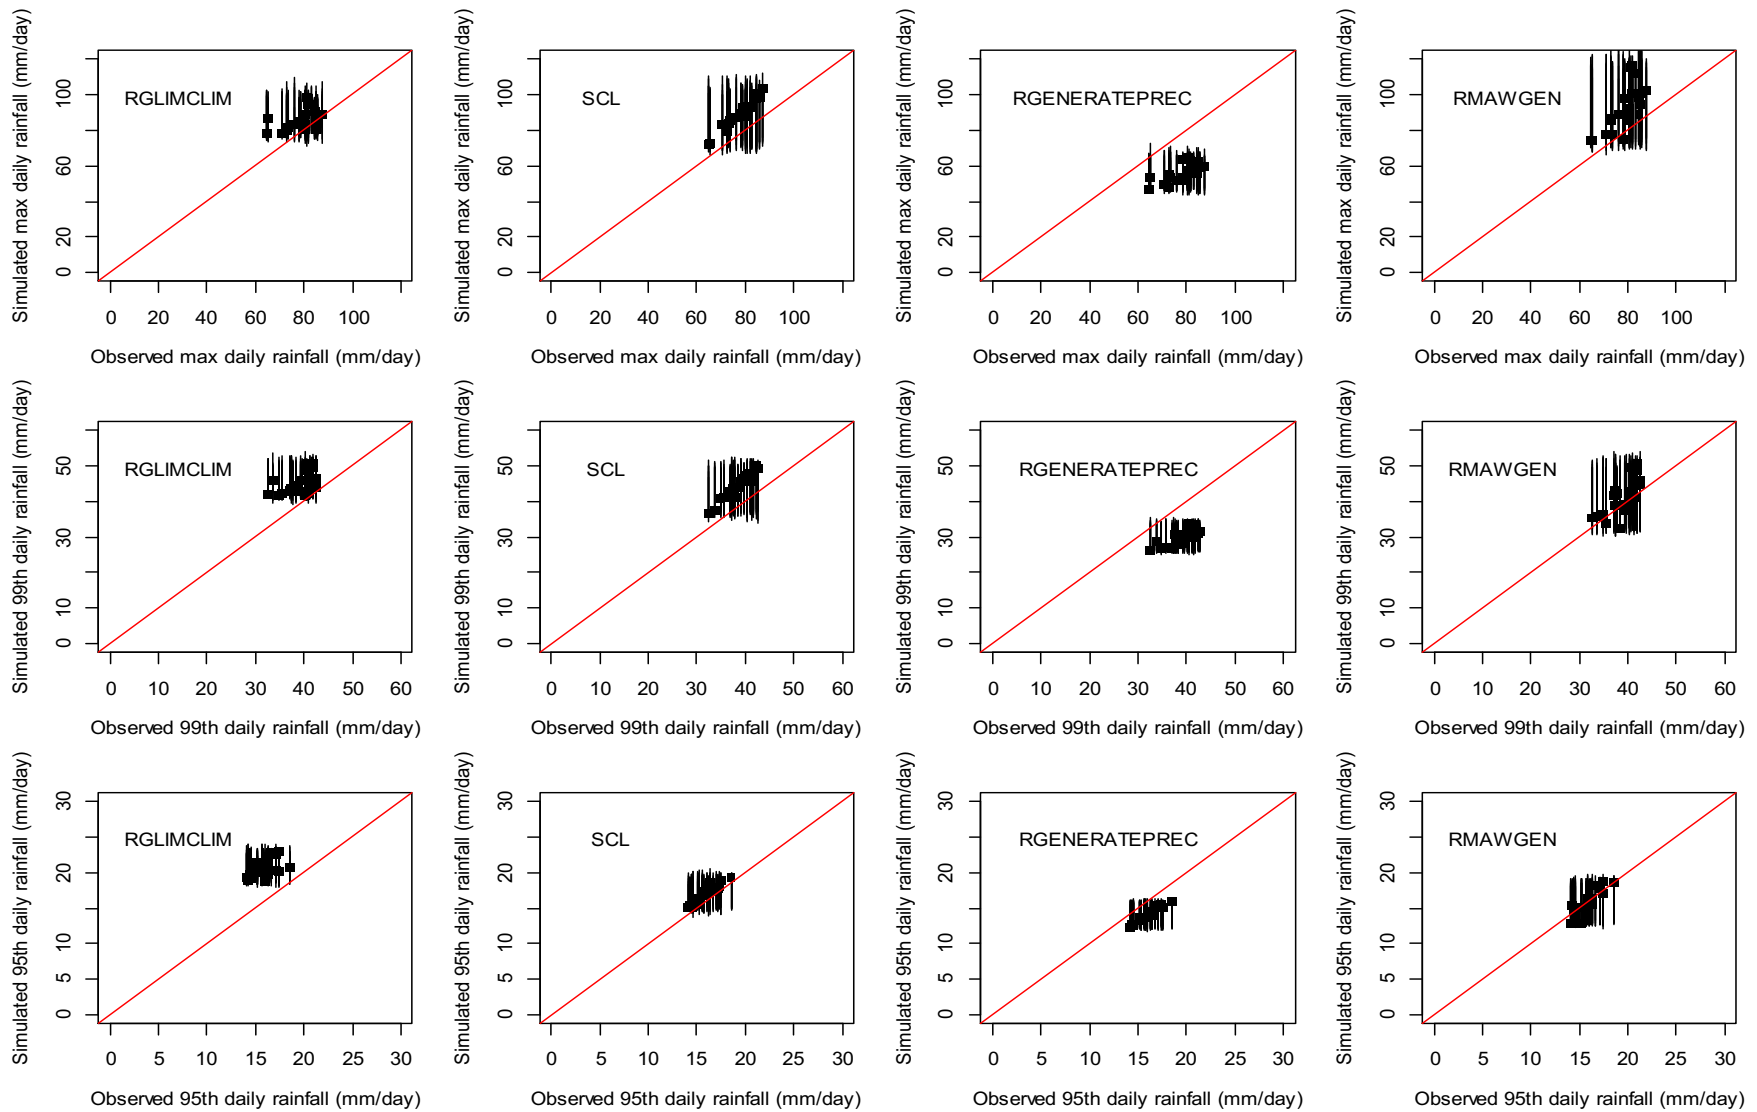 Simulated max daily rainfall (mm/day)
0 20 60 100
RGLIMCLIM
0 20 40 60 80 100
Observed max daily rainfall (mm/day)
Simulated max daily rainfall (mm/day)
0 20 60 100
SCL
0 20 40 60 80 100
Observed max daily rainfall (mm/day)
Simulated max daily rainfall (mm/day)
0 20 60 100
RGENERATEPREC
0 20 40 60 80 100
Observed max daily rainfall (mm/day)
Simulated max daily rainfall (mm/day)
0 20 60 100
RMAWGEN
0 20 40 60 80 100
Observed max daily rainfall (mm/day)
Simulated 99th daily rainfall (mm/day)
0 10 30 50
RGLIMCLIM
0 10 20 30 40 50 60
Observed 99th daily rainfall (mm/day)
Simulated 99th daily rainfall (mm/day)
0 10 30 50
SCL
0 10 20 30 40 50 60
Observed 99th daily rainfall (mm/day)
Simulated 99th daily rainfall (mm/day)
0 10 30 50
RGENERATEPREC
0 10 20 30 40 50 60
Observed 99th daily rainfall (mm/day)
Simulated 99th daily rainfall (mm/day)
0 10 30 50
RMAWGEN
0 10 20 30 40 50 60
Observed 99th daily rainfall (mm/day)
Simulated 95th daily rainfall (mm/day)
0 5 10 20 30
RGLIMCLIM
0 5 10 15 20 25 30
Observed 95th daily rainfall (mm/day)
Simulated 95th daily rainfall (mm/day)
0 5 10 20 30
SCL
0 5 10 15 20 25 30
Observed 95th daily rainfall (mm/day)
Simulated 95th daily rainfall (mm/day)
0 5 10 20 30
RGENERATEPREC
0 5 10 15 20 25 30
Observed 95th daily rainfall (mm/day)
Simulated 95th daily rainfall (mm/day)
0 5 10 20 30
RMAWGEN
0 5 10 15 20 25 30
Observed 95th daily rainfall (mm/day)